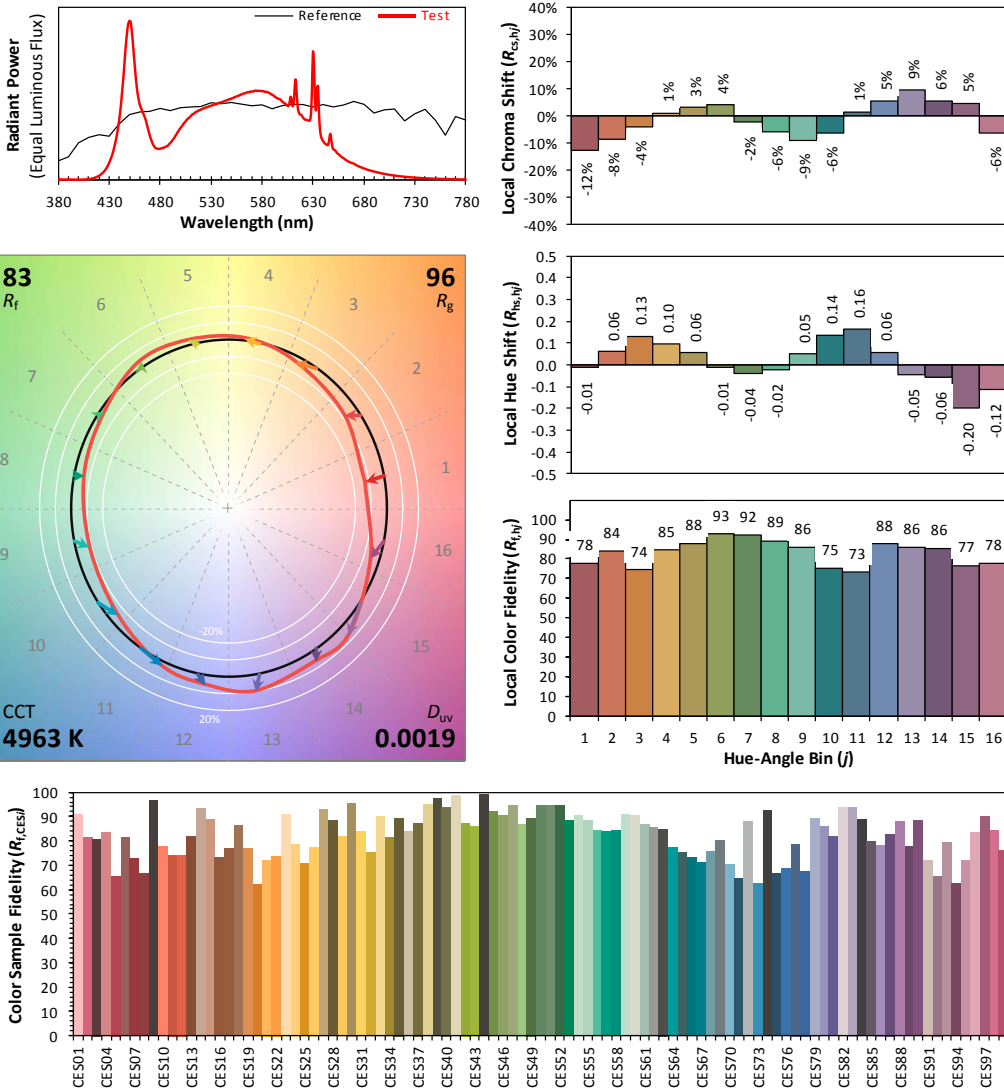 Radiant Power
(Equal Luminous Flux)
Reference
Test
380 430 480 530 580 630 680 730 780
Wavelength (nm)
Local Chroma Shift (Rcs,hj)
40%
30%
20%
10%
0%
-10%
-20%
-30%
-40%
-12% -8% -4% 1% 3% 4% -2% -6% -9% -6% 1% 5% 9% 6% 5% -6%
83
Rf
96
Rg
5 4
6 3
7 2
8 1
9 16
10 15
11 14
12 13
-20%
20%
CCT
4963 K
Duv
0.0019
Local Hue Shift (Rhs,hj)
0.5
0.4
0.3
0.2
0.1
0.0
-0.1
-0.2
-0.3
-0.4
-0.5
-0.01 0.06 0.13 0.10 0.06 -0.01 -0.04 -0.02 0.05 0.14 0.16 0.06 -0.05 -0.06 -0.20 -0.12
Local Color Fidelity (Rf,hj)
100
90
80
70
60
50
40
30
20
10
0
78 84 74 85 88 93 92 89 86 75 73 88 86 86 77 78
1 2 3 4 5 6 7 8 9 10 11 12 13 14 15 16
Hue-Angle Bin (j)
Color Sample Fidelity (Rf,CESi)
100
90
80
70
60
50
40
30
20
10
0
CES01 CES04 CES07 CES10 CES13 CES16 CES19 CES22 CES25 CES28 CES31 CES34 CES37 CES40 CES43 CES46 CES49 CES52 CES55 CES58 CES61 CES64 CES67 CES70 CES73 CES76 CES79 CES82 CES85 CES88 CES91 CES94 CES97